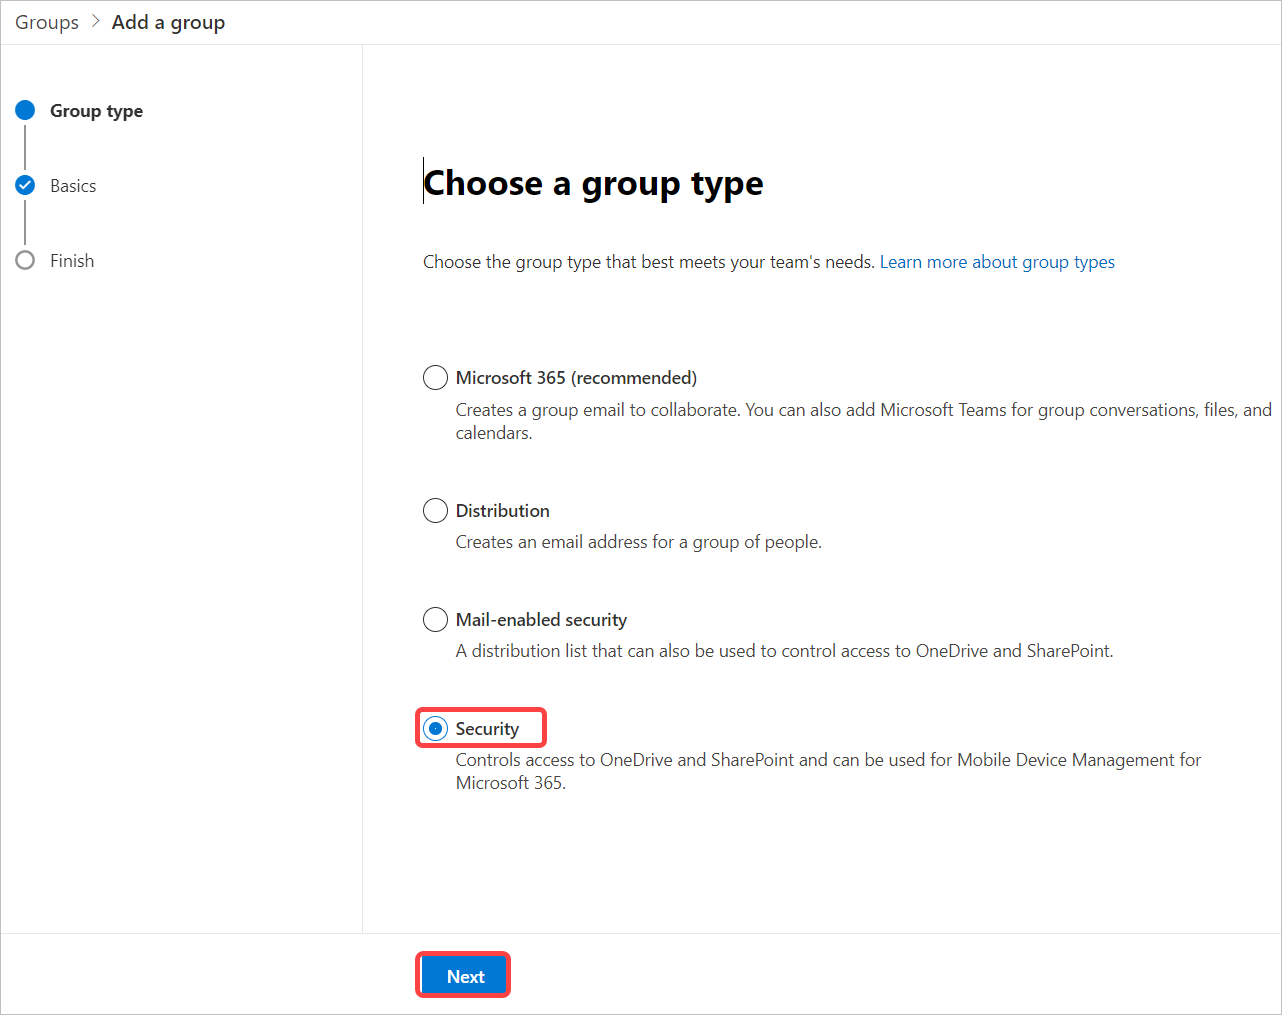 Groups > Add a group
Group type
Basics
Finish
Choose a group type
Choose the group type that best meets your team's needs. Learn more about group types
Microsoft 365 (recommended)
Creates a group email to collaborate. You can also add Microsoft Teams for group conversations, files, and
calendars.
Distribution
Creates an email address for a group of people.
Mail-enabled security
A distribution list that can also be used to control access to OneDrive and SharePoint.
Security
Controls access to OneDrive and SharePoint and can be used for Mobile Device Management for
Microsoft 365.
Next